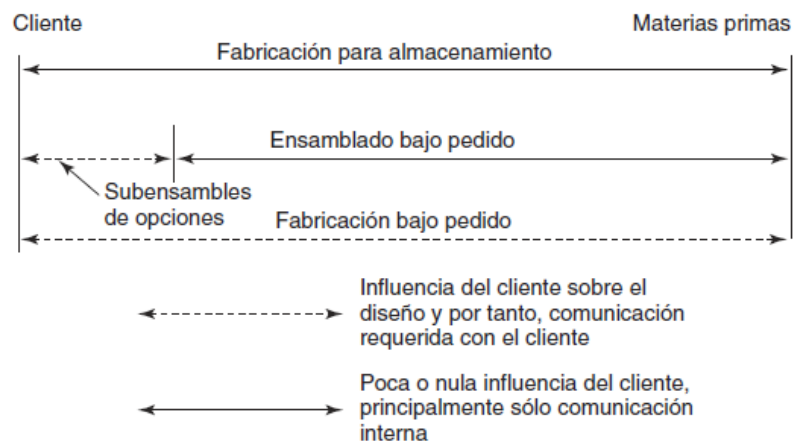 Cliente
Materias primas
Fabricación para almacenamiento
Ensamblado bajo pedido
Subensambles
de opciones
Fabricación bajo pedido
Influencia del cliente sobre el
diseño y por tanto, comunicación
requerida con el cliente
Poca o nula influencia del cliente,
principalmente sólo comunicación
interna